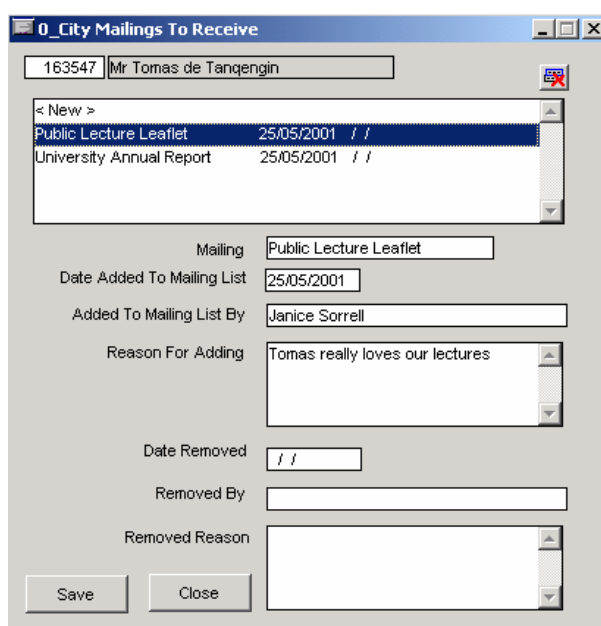 0_City Mailings To Receive
163547 Mr Tomas de Tanqengin
< New >
Public Lecture Leaflet 25/05/2001 / /
University Annual Report 25/05/2001 / /
Mailing Public Lecture Leaflet
Date Added To Mailing List 25/05/2001
Added To Mailing List By Janice Sorrell
Reason For Adding Tomas really loves our lectures
Date Removed / /
Removed By
Removed Reason
Save Close